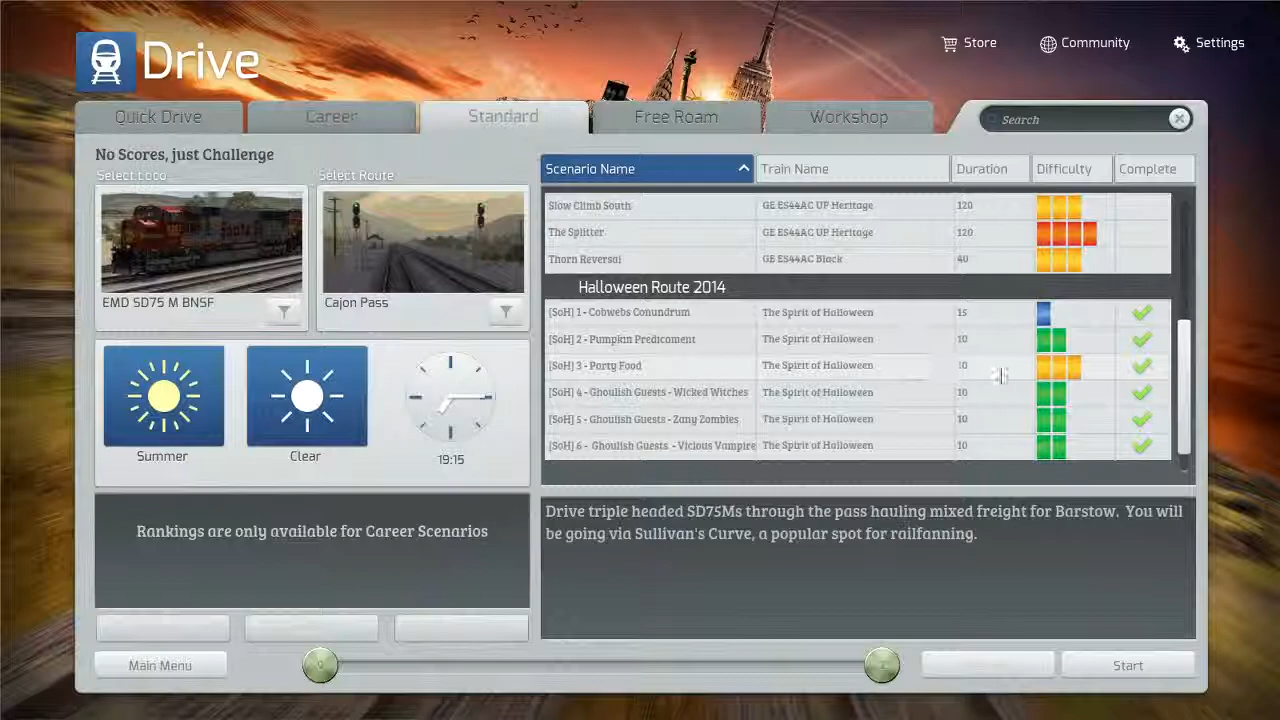 Drive
Store
Community
Settings
Quick Drive
Career
Standard
Free Roam
Workshop
Search
No Scores, just Challenge
Select Loco
Select Route
EMD SD75 M BNSF
Cajon Pass
Summer
Clear
19:15
Rankings are only available for Career Scenarios
Scenario Name
Train Name
Duration
Difficulty
Complete
Slow Climb South GE ES44AC UP Heritage 120
The Splitter GE ES44AC UP Heritage 120
Thorn Reversal GE ES44AC Black 40
Halloween Route 2014
[SoH] 1 - Cobwebs Conundrum The Spirit of Halloween 15
[SoH] 2 - Pumpkin Predicament The Spirit of Halloween 10
[SoH] 3 - Party Food The Spirit of Halloween 10
[SoH] 4 - Ghoulish Guests - Wicked Witches The Spirit of Halloween 10
[SoH] 5 - Ghoulish Guests - Zany Zombies The Spirit of Halloween 10
[SoH] 6 - Ghoulish Guests - Vicious Vampire The Spirit of Halloween 10
Drive triple headed SD75Ms through the pass hauling mixed freight for Barstow. You will
be going via Sullivan's Curve, a popular spot for railfanning.
Main Menu
Start